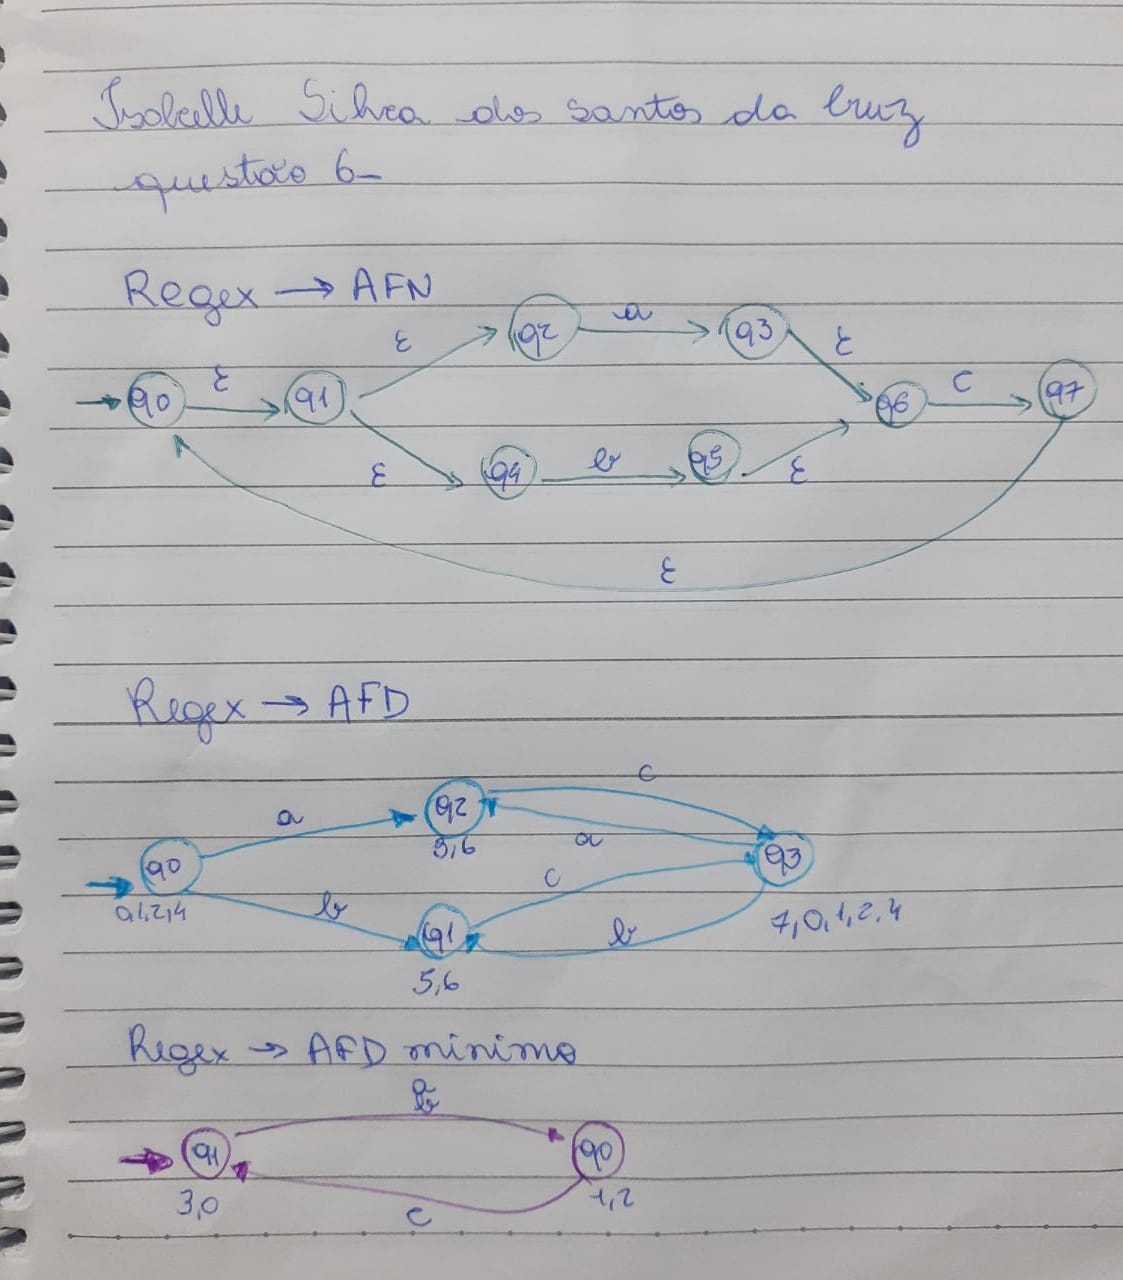 Isabelle Silva dos santos da Cruz
questão 6-
Regex → AFN
ε q2 a q3 ε
q0 ε q1 q6 c q7
ε q4 b q5 ε
ε
Regex → AFD
c
a q2
3,6 a
q0 q3
0,1,2,4 b c 7,0,1,2,4
q1 b
5,6
Regex → AFD minimo
a
b
q1 q0
3,0 c 1,2